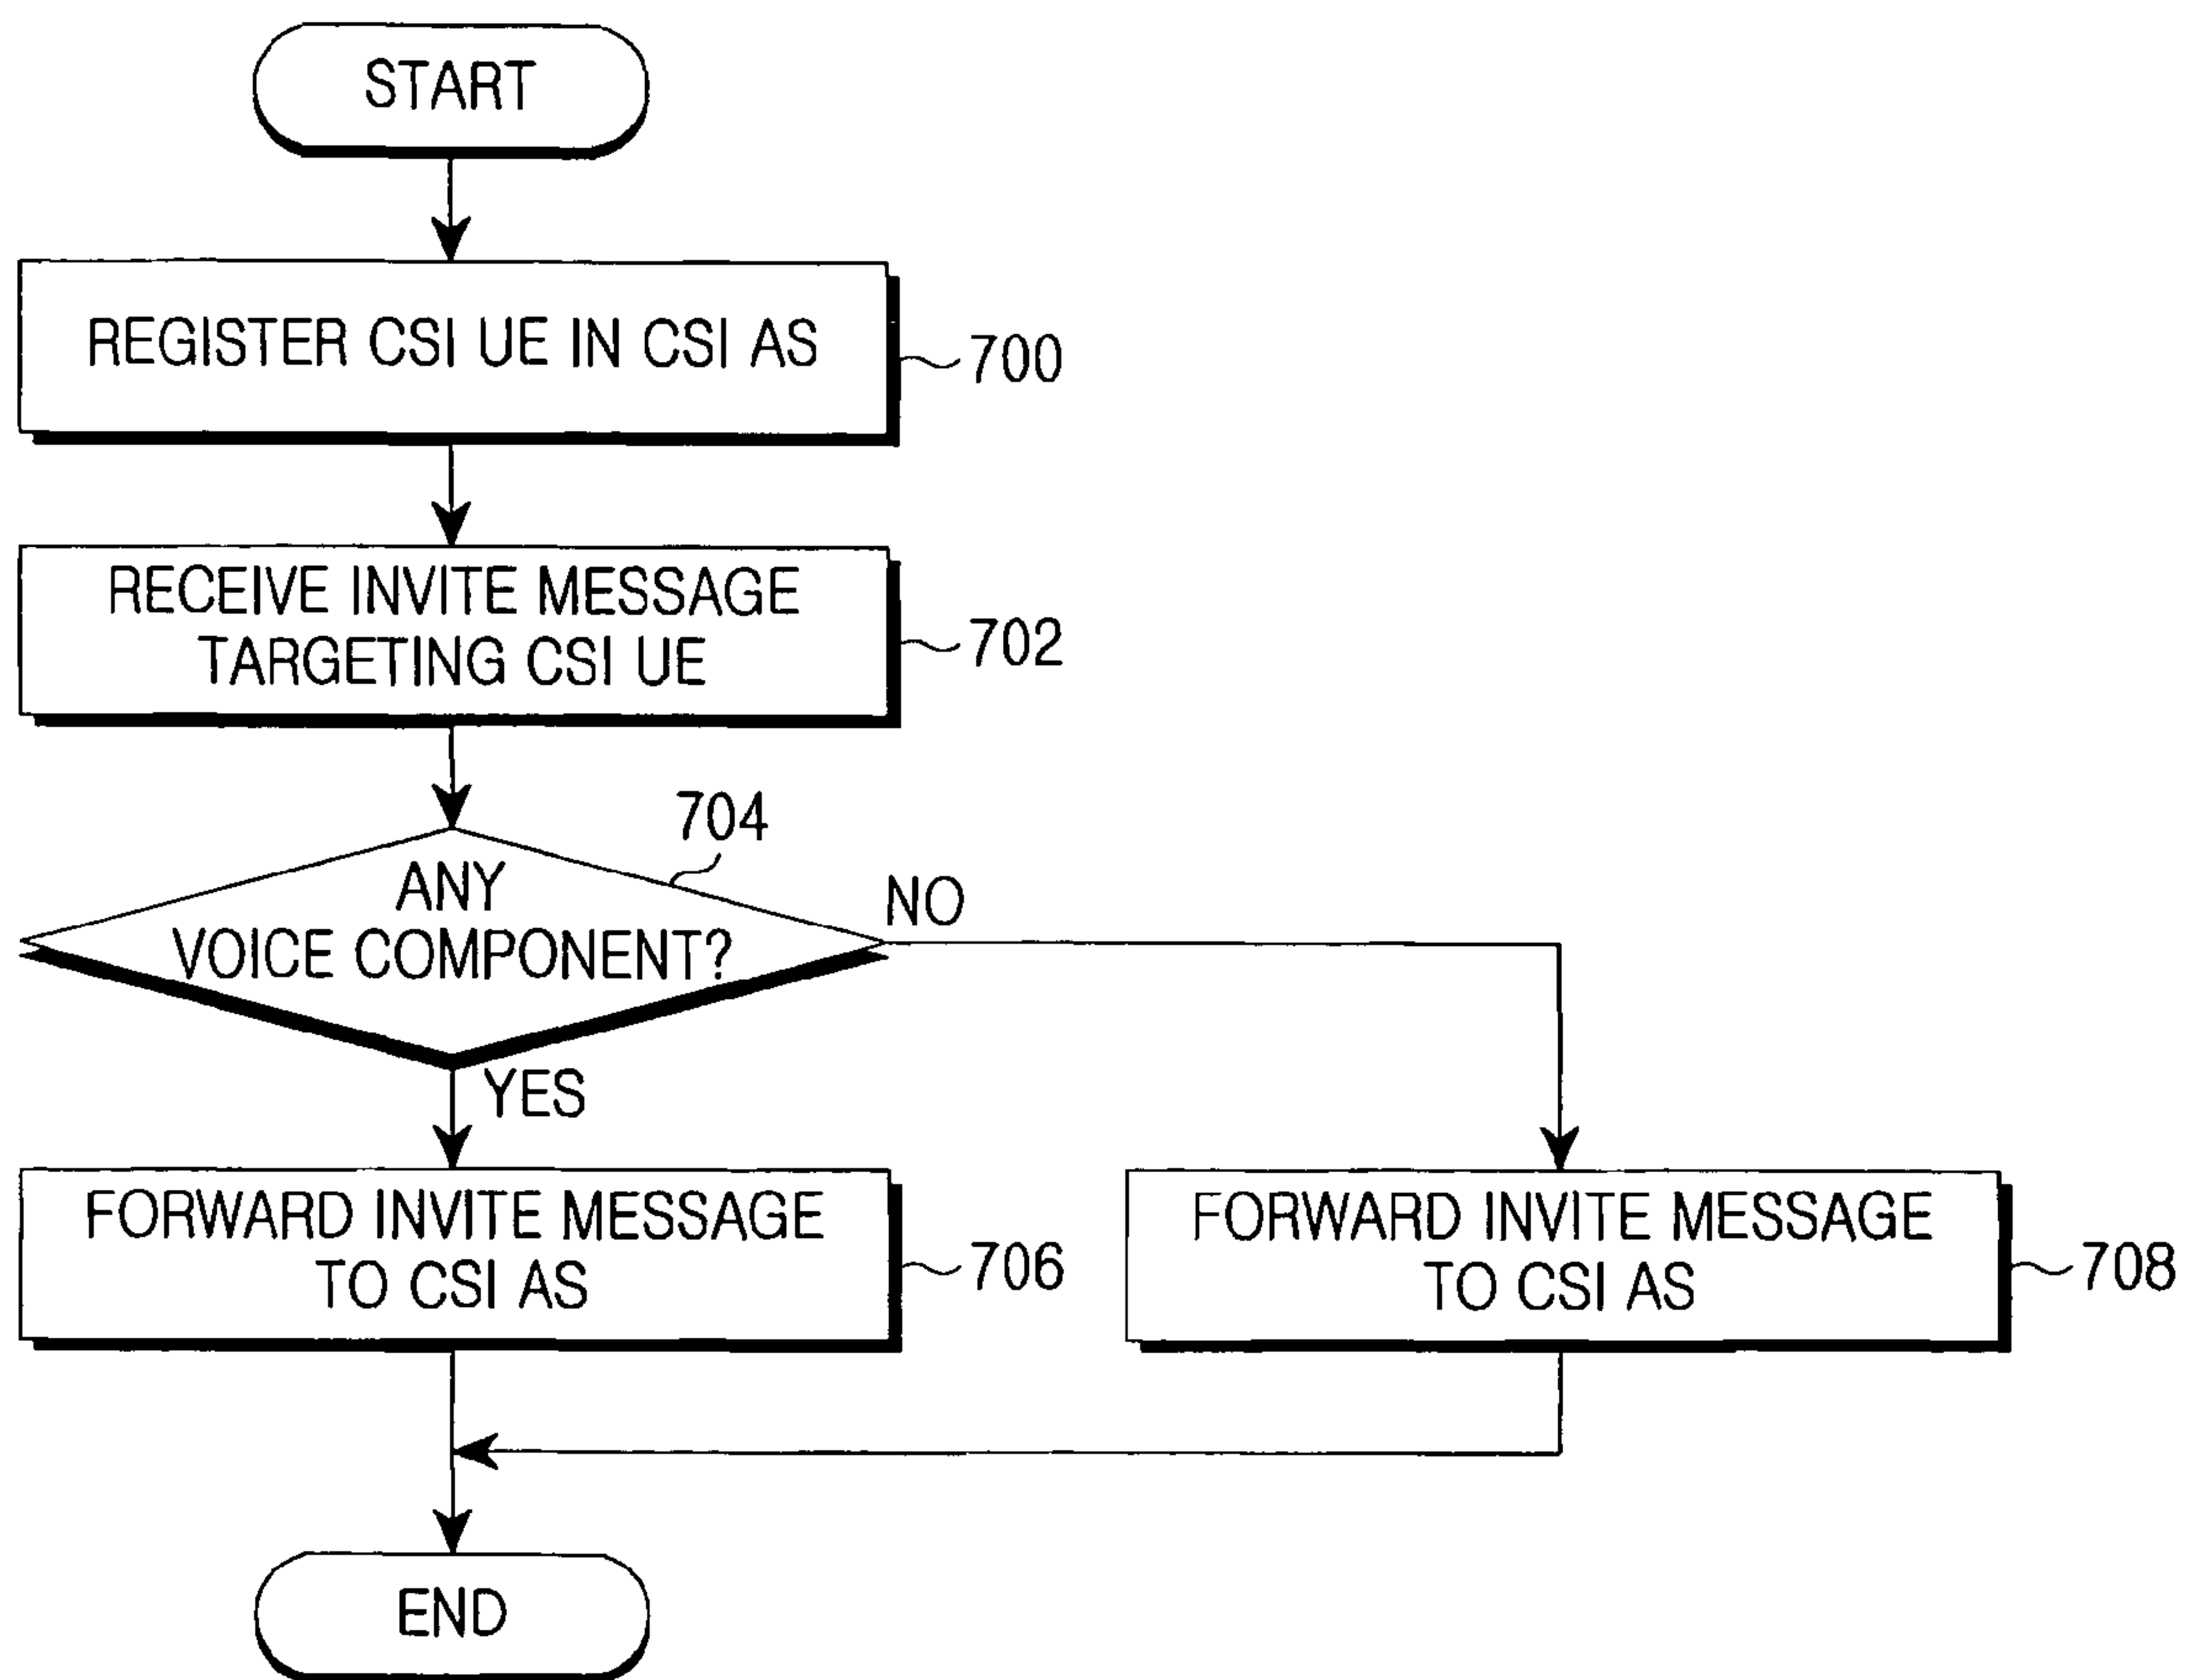 START
REGISTER CSI UE IN CSI AS
700
RECEIVE INVITE MESSAGE
TARGETING CSI UE
702
704
ANY
VOICE COMPONENT?
NO
YES
FORWARD INVITE MESSAGE
TO CSI AS
706
FORWARD INVITE MESSAGE
TO CSI AS
708
END